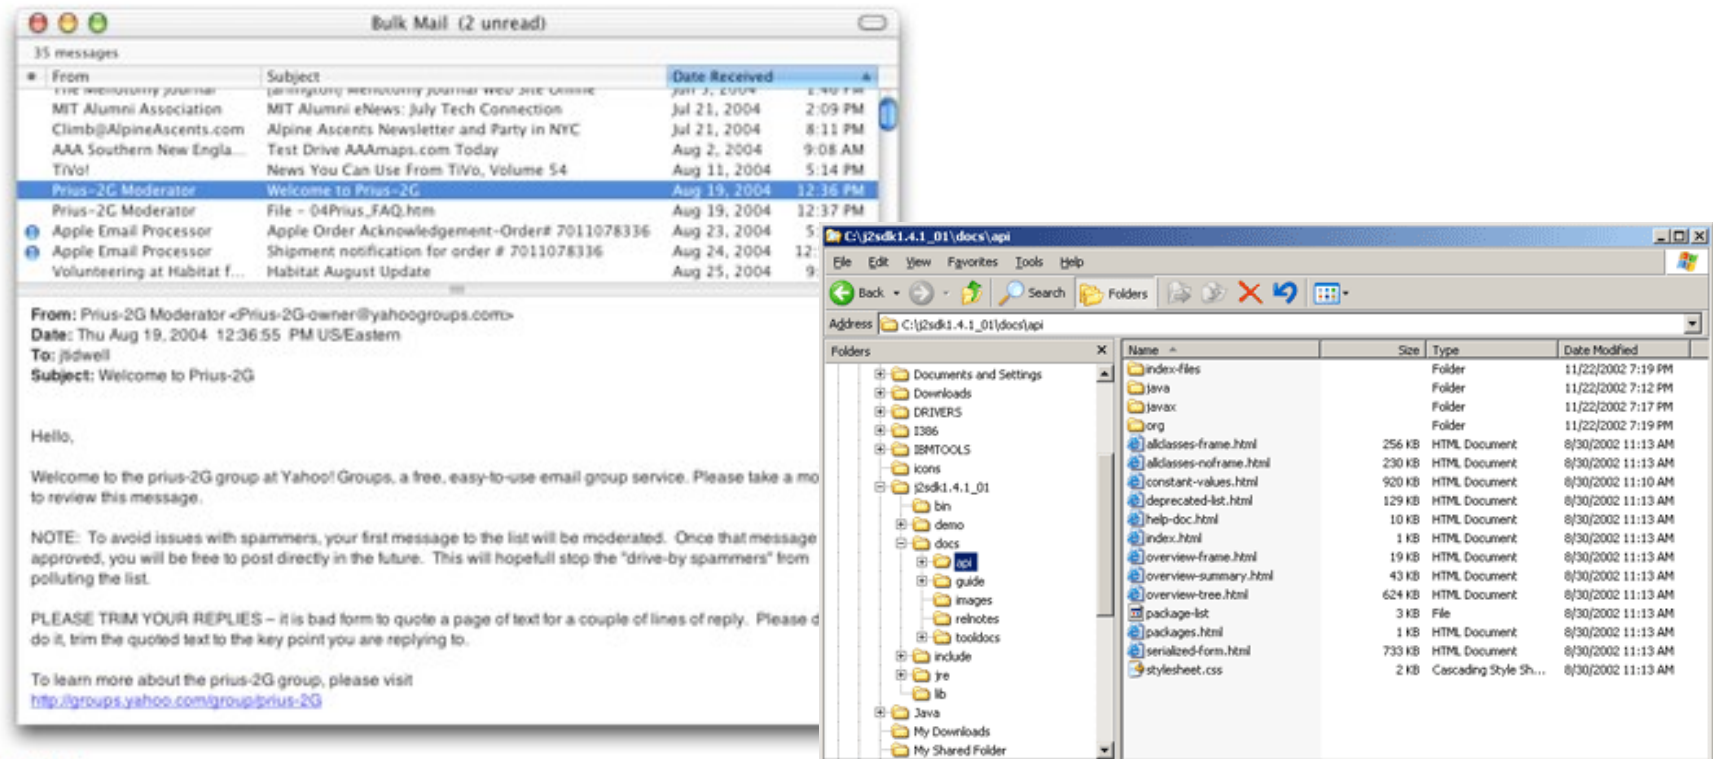 Bulk Mail (2 unread)
35 messages
From Subject Date Received
The Menotomy Journal [arlington] Menotomy Journal Web Site Online Jun 3, 2004 1:40 PM
MIT Alumni Association MIT Alumni eNews: July Tech Connection Jul 21, 2004 2:09 PM
Climb@AlpineAscents.com Alpine Ascents Newsletter and Party in NYC Jul 21, 2004 8:11 PM
AAA Southern New Engla... Test Drive AAAmaps.com Today Aug 2, 2004 9:08 AM
TiVo! News You Can Use From TiVo, Volume 54 Aug 11, 2004 5:14 PM
Prius-2G Moderator Welcome to Prius-2G Aug 19, 2004 12:36 PM
Prius-2G Moderator File - 04Prius_FAQ.htm Aug 19, 2004 12:37 PM
Apple Email Processor Apple Order Acknowledgement-Order# 7011078336 Aug 23, 2004 5:
Apple Email Processor Shipment notification for order # 7011078336 Aug 24, 2004 12:
Volunteering at Habitat f... Habitat August Update Aug 25, 2004 9:
From: Prius-2G Moderator <Prius-2G-owner@yahoogroups.com>
Date: Thu Aug 19, 2004 12:36:55 PM US/Eastern
To: jtidwell
Subject: Welcome to Prius-2G
Hello,
Welcome to the prius-2G group at Yahoo! Groups, a free, easy-to-use email group service. Please take a mo
to review this message.
NOTE: To avoid issues with spammers, your first message to the list will be moderated. Once that message
approved, you will be free to post directly in the future. This will hopefull stop the "drive-by spammers" from
polluting the list.
PLEASE TRIM YOUR REPLIES – it is bad form to quote a page of text for a couple of lines of reply. Please d
do it, trim the quoted text to the key point you are replying to.
To learn more about the prius-2G group, please visit
http://groups.yahoo.com/group/prius-2G
C:\j2sdk1.4.1_01\docs\api
File Edit View Favorites Tools Help
Back Search Folders
Address C:\j2sdk1.4.1_01\docs\api
Folders
Documents and Settings
Downloads
DRIVERS
I386
IBMTOOLS
icons
j2sdk1.4.1_01
bin
demo
docs
api
guide
images
relnotes
tooldocs
include
jre
lib
Java
My Downloads
My Shared Folder
Name Size Type Date Modified
index-files Folder 11/22/2002 7:19 PM
java Folder 11/22/2002 7:12 PM
javax Folder 11/22/2002 7:17 PM
org Folder 11/22/2002 7:19 PM
allclasses-frame.html 256 KB HTML Document 8/30/2002 11:13 AM
allclasses-noframe.html 230 KB HTML Document 8/30/2002 11:13 AM
constant-values.html 920 KB HTML Document 8/30/2002 11:10 AM
deprecated-list.html 129 KB HTML Document 8/30/2002 11:13 AM
help-doc.html 10 KB HTML Document 8/30/2002 11:13 AM
index.html 1 KB HTML Document 8/30/2002 11:13 AM
overview-frame.html 19 KB HTML Document 8/30/2002 11:13 AM
overview-summary.html 43 KB HTML Document 8/30/2002 11:13 AM
overview-tree.html 624 KB HTML Document 8/30/2002 11:13 AM
package-list 3 KB File 8/30/2002 11:13 AM
packages.html 1 KB HTML Document 8/30/2002 11:13 AM
serialized-form.html 733 KB HTML Document 8/30/2002 11:13 AM
stylesheet.css 2 KB Cascading Style Sh... 8/30/2002 11:13 AM